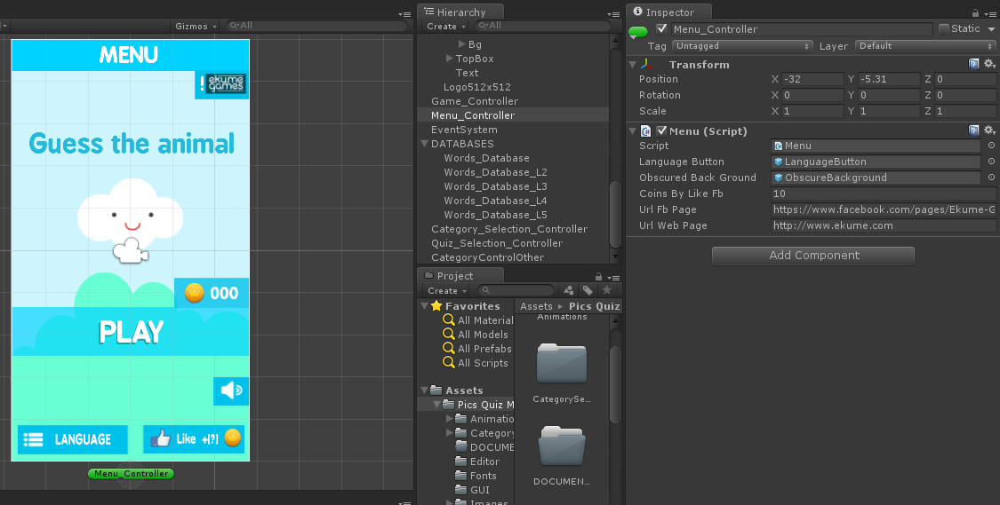 Gizmos
All
MENU
! ekume games
Guess the animal
000
PLAY
LANGUAGE
Like +[?]
Menu_Controller
Hierarchy
Create
All
Bg
TopBox
Text
Logo512x512
Game_Controller
Menu_Controller
EventSystem
DATABASES
Words_Database
Words_Database_L2
Words_Database_L3
Words_Database_L4
Words_Database_L5
Category_Selection_Controller
Quiz_Selection_Controller
CategoryControlOther
Project
Create
Favorites
All Material
All Models
All Prefabs
All Scripts
Assets
Pics Quiz M
Animatio
Category
DOCUME
Editor
Fonts
GUI
Images
Assets ▸ Pics Quiz
Animations
CategorySe...
DOCUMEN...
Inspector
Menu_Controller
Static
Tag Untagged Layer Default
Transform
Position X -32 Y -5.31 Z 0
Rotation X 0 Y 0 Z 0
Scale X 1 Y 1 Z 1
Menu (Script)
Script Menu
Language Button LanguageButton
Obscured Back Ground ObscureBackground
Coins By Like Fb 10
Url Fb Page https://www.facebook.com/pages/Ekume-G
Url Web Page http://www.ekume.com
Add Component